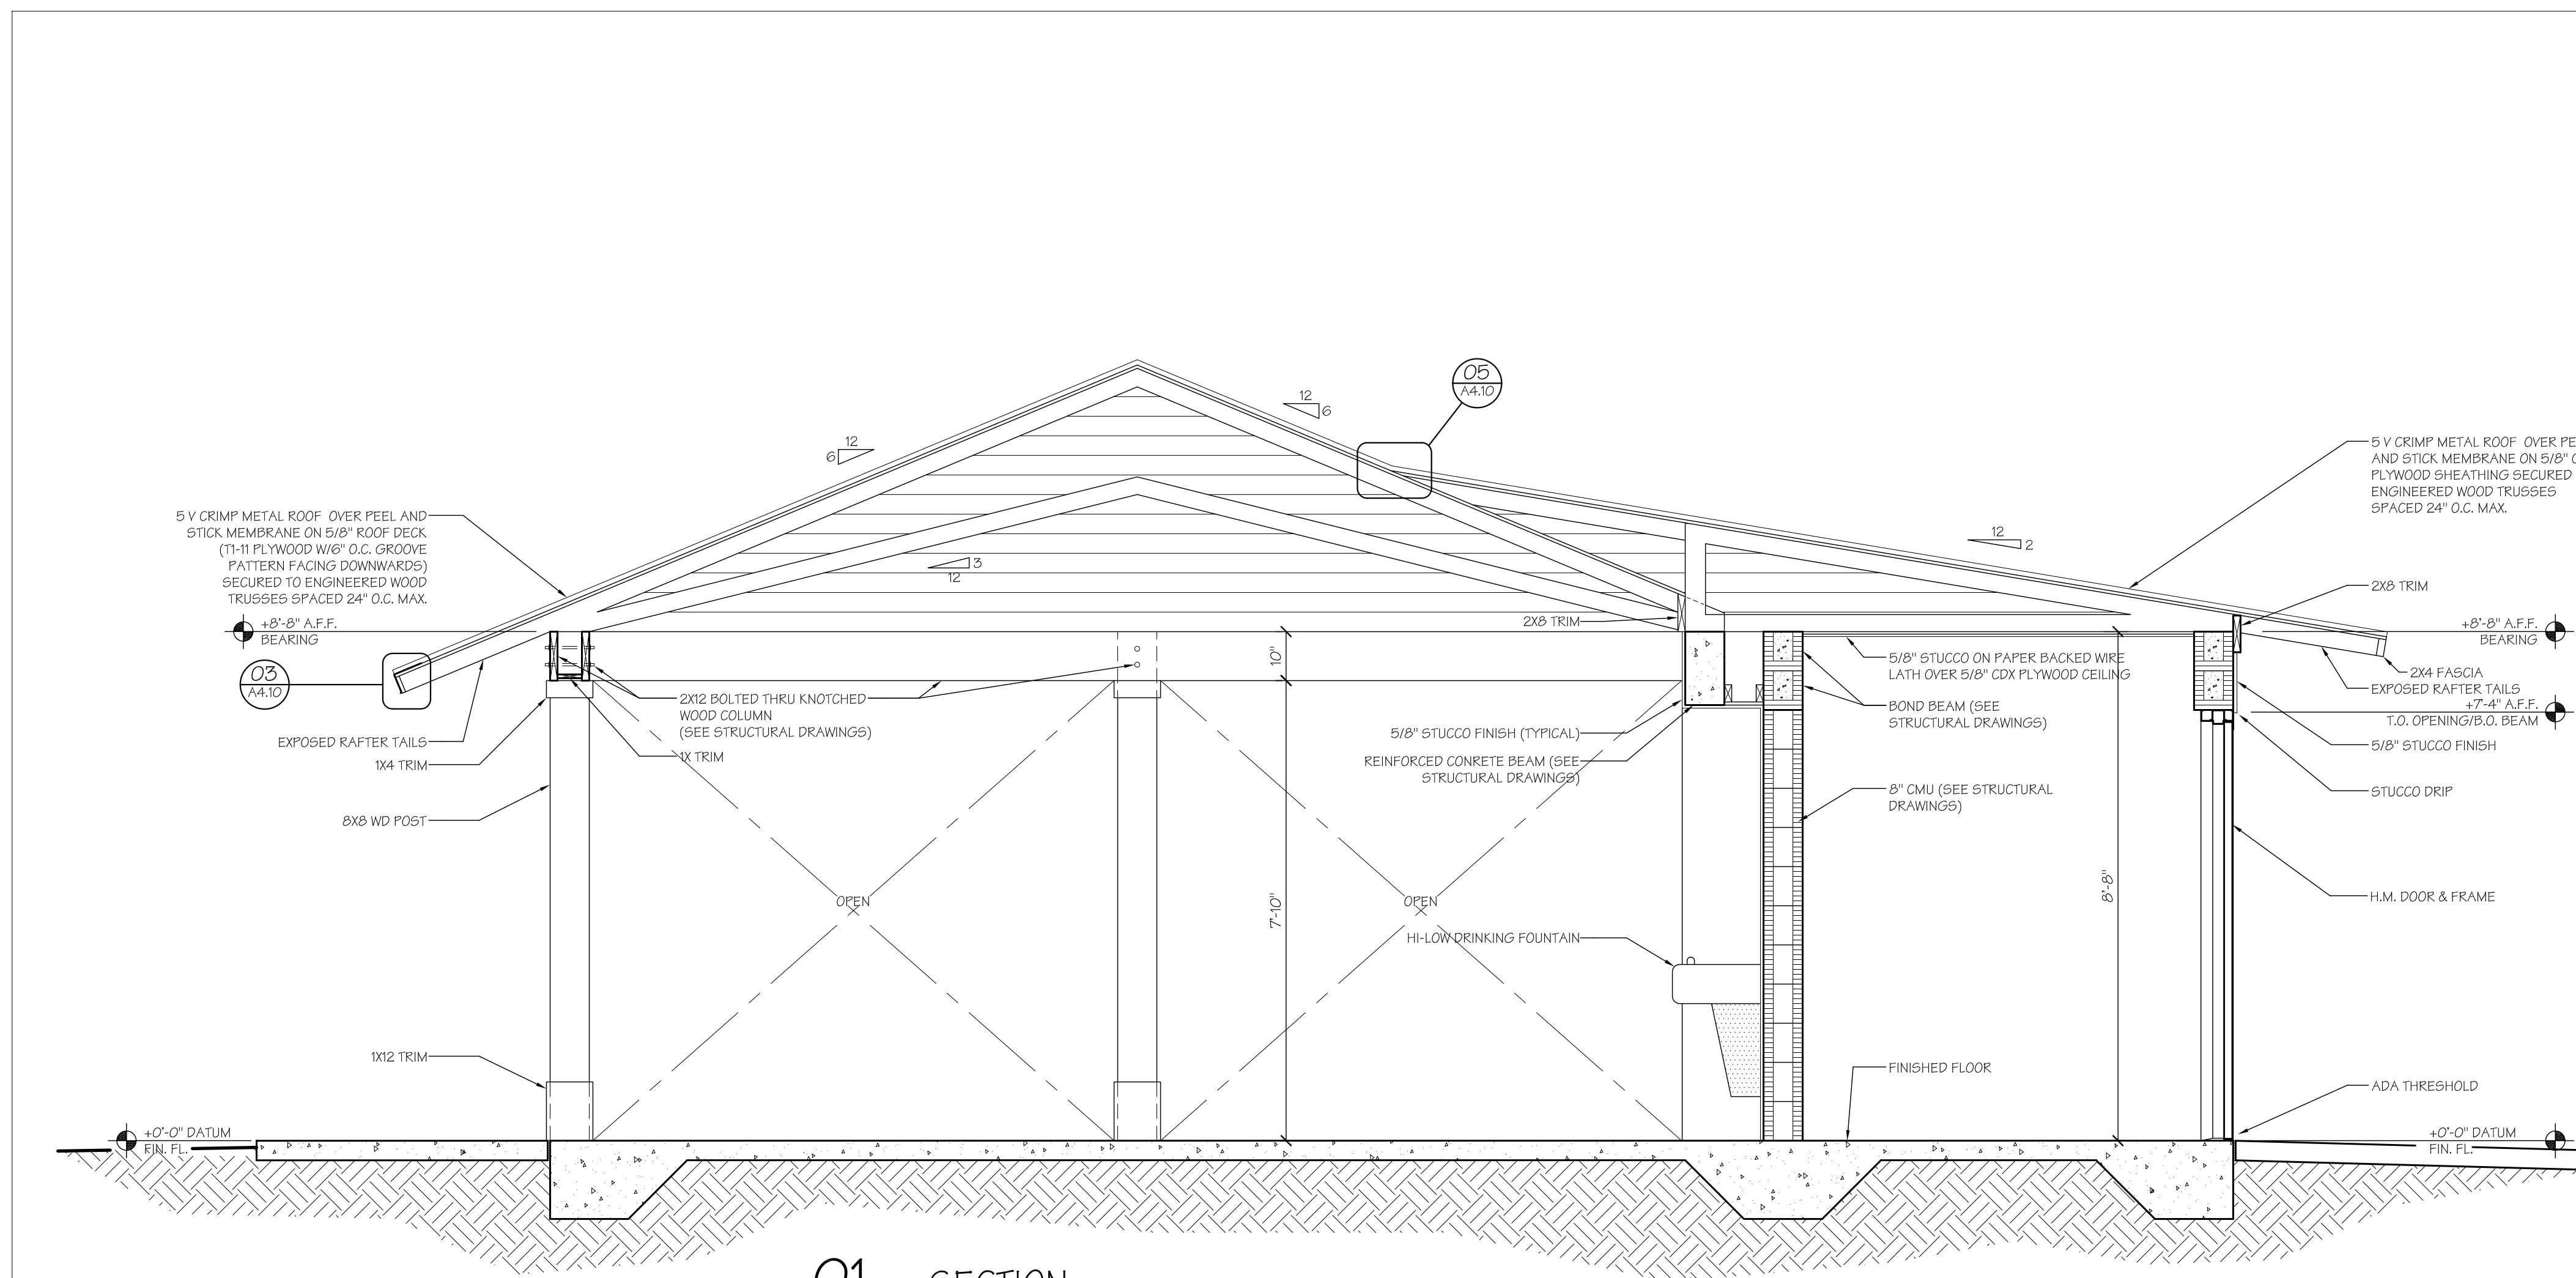 05
A4.10
12
6
12
6
5 V CRIMP METAL ROOF OVER PEEL AND
STICK MEMBRANE ON 5/8" ROOF DECK
(T1-11 PLYWOOD W/6" O.C. GROOVE
PATTERN FACING DOWNWARDS)
SECURED TO ENGINEERED WOOD
TRUSSES SPACED 24" O.C. MAX.
5 V CRIMP METAL ROOF OVER PE
AND STICK MEMBRANE ON 5/8" C
PLYWOOD SHEATHING SECURED
ENGINEERED WOOD TRUSSES
SPACED 24" O.C. MAX.
12
2
3
12
2X8 TRIM
+8'-8" A.F.F.
BEARING
2X8 TRIM
+8'-8" A.F.F.
BEARING
03
A4.10
10"
5/8" STUCCO ON PAPER BACKED WIRE
LATH OVER 5/8" CDX PLYWOOD CEILING
2X4 FASCIA
EXPOSED RAFTER TAILS
+7'-4" A.F.F.
T.O. OPENING/B.O. BEAM
2X12 BOLTED THRU KNOTCHED
WOOD COLUMN
(SEE STRUCTURAL DRAWINGS)
1X TRIM
BOND BEAM (SEE
STRUCTURAL DRAWINGS)
EXPOSED RAFTER TAILS
1X4 TRIM
5/8" STUCCO FINISH (TYPICAL)
REINFORCED CONRETE BEAM (SEE
STRUCTURAL DRAWINGS)
5/8" STUCCO FINISH
STUCCO DRIP
8" CMU (SEE STRUCTURAL
DRAWINGS)
8X8 WD POST
OPEN
7'-10"
OPEN
8'-8"
H.M. DOOR & FRAME
HI-LOW DRINKING FOUNTAIN
1X12 TRIM
FINISHED FLOOR
ADA THRESHOLD
+0'-0" DATUM
FIN. FL.
+0'-0" DATUM
FIN. FL.
01 SECTION